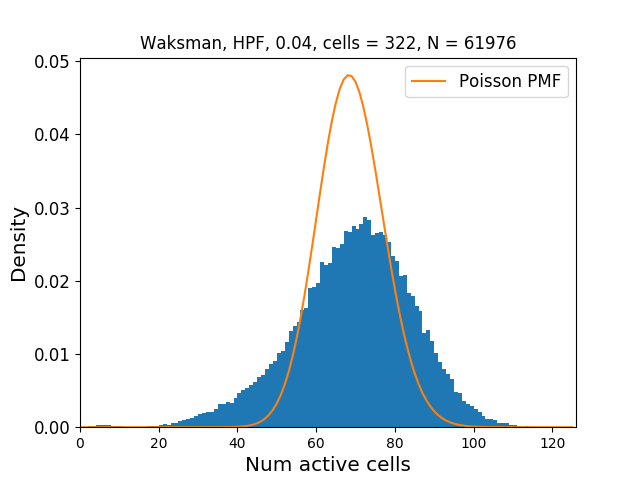 Waksman, HPF, 0.04, cells = 322, N = 61976
Poisson PMF
Density
0.05
0.04
0.03
0.02
0.01
0.00
0 20 40 60 80 100 120
Num active cells